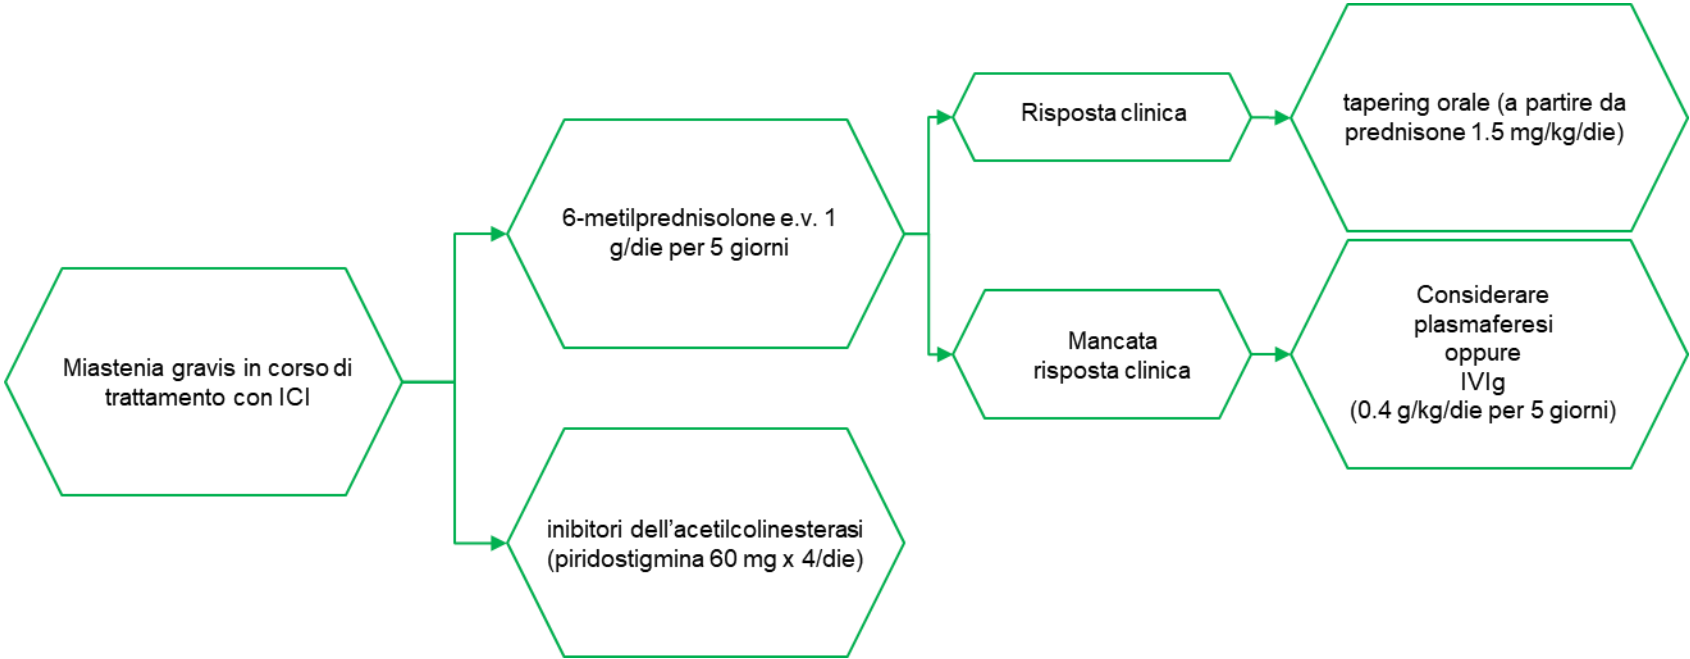 Miastenia gravis in corso di
trattamento con ICI
6-metilprednisolone e.v. 1
g/die per 5 giorni
inibitori dell’acetilcolinesterasi
(piridostigmina 60 mg x 4/die)
Risposta clinica
tapering orale (a partire da
prednisone 1.5 mg/kg/die)
Mancata
risposta clinica
Considerare
plasmaferesi
oppure
IVIg
(0.4 g/kg/die per 5 giorni)